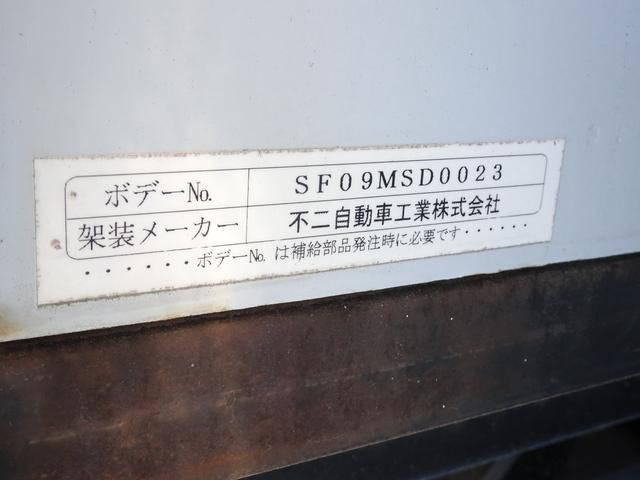 ボデーNo. SF09MSD0023
架装メーカー 不二自動車工業株式会社
・・・・・・ボデーNo. は補給部品発注時に必要です・・・・・・